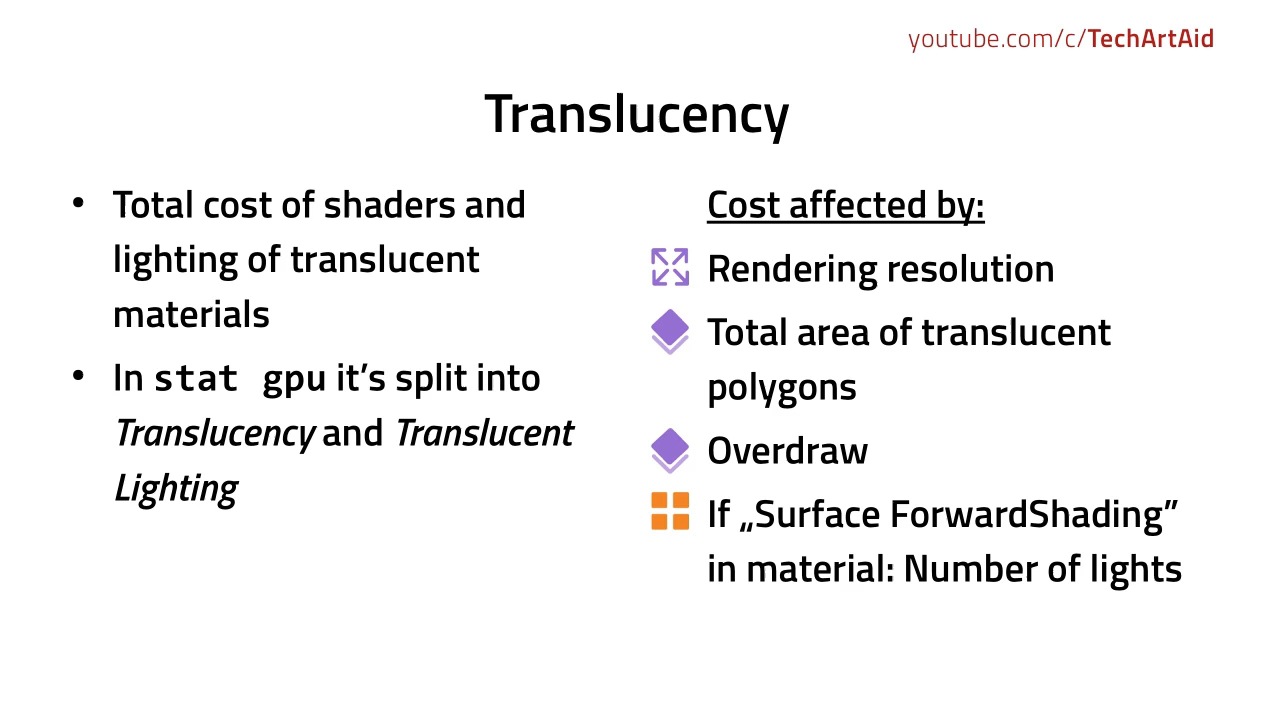 youtube.com/c/TechArtAid
Translucency
• Total cost of shaders and
lighting of translucent
materials
• In stat gpu it’s split into
Translucency and Translucent
Lighting
Cost affected by:
Rendering resolution
Total area of translucent
polygons
Overdraw
If „Surface ForwardShading”
in material: Number of lights